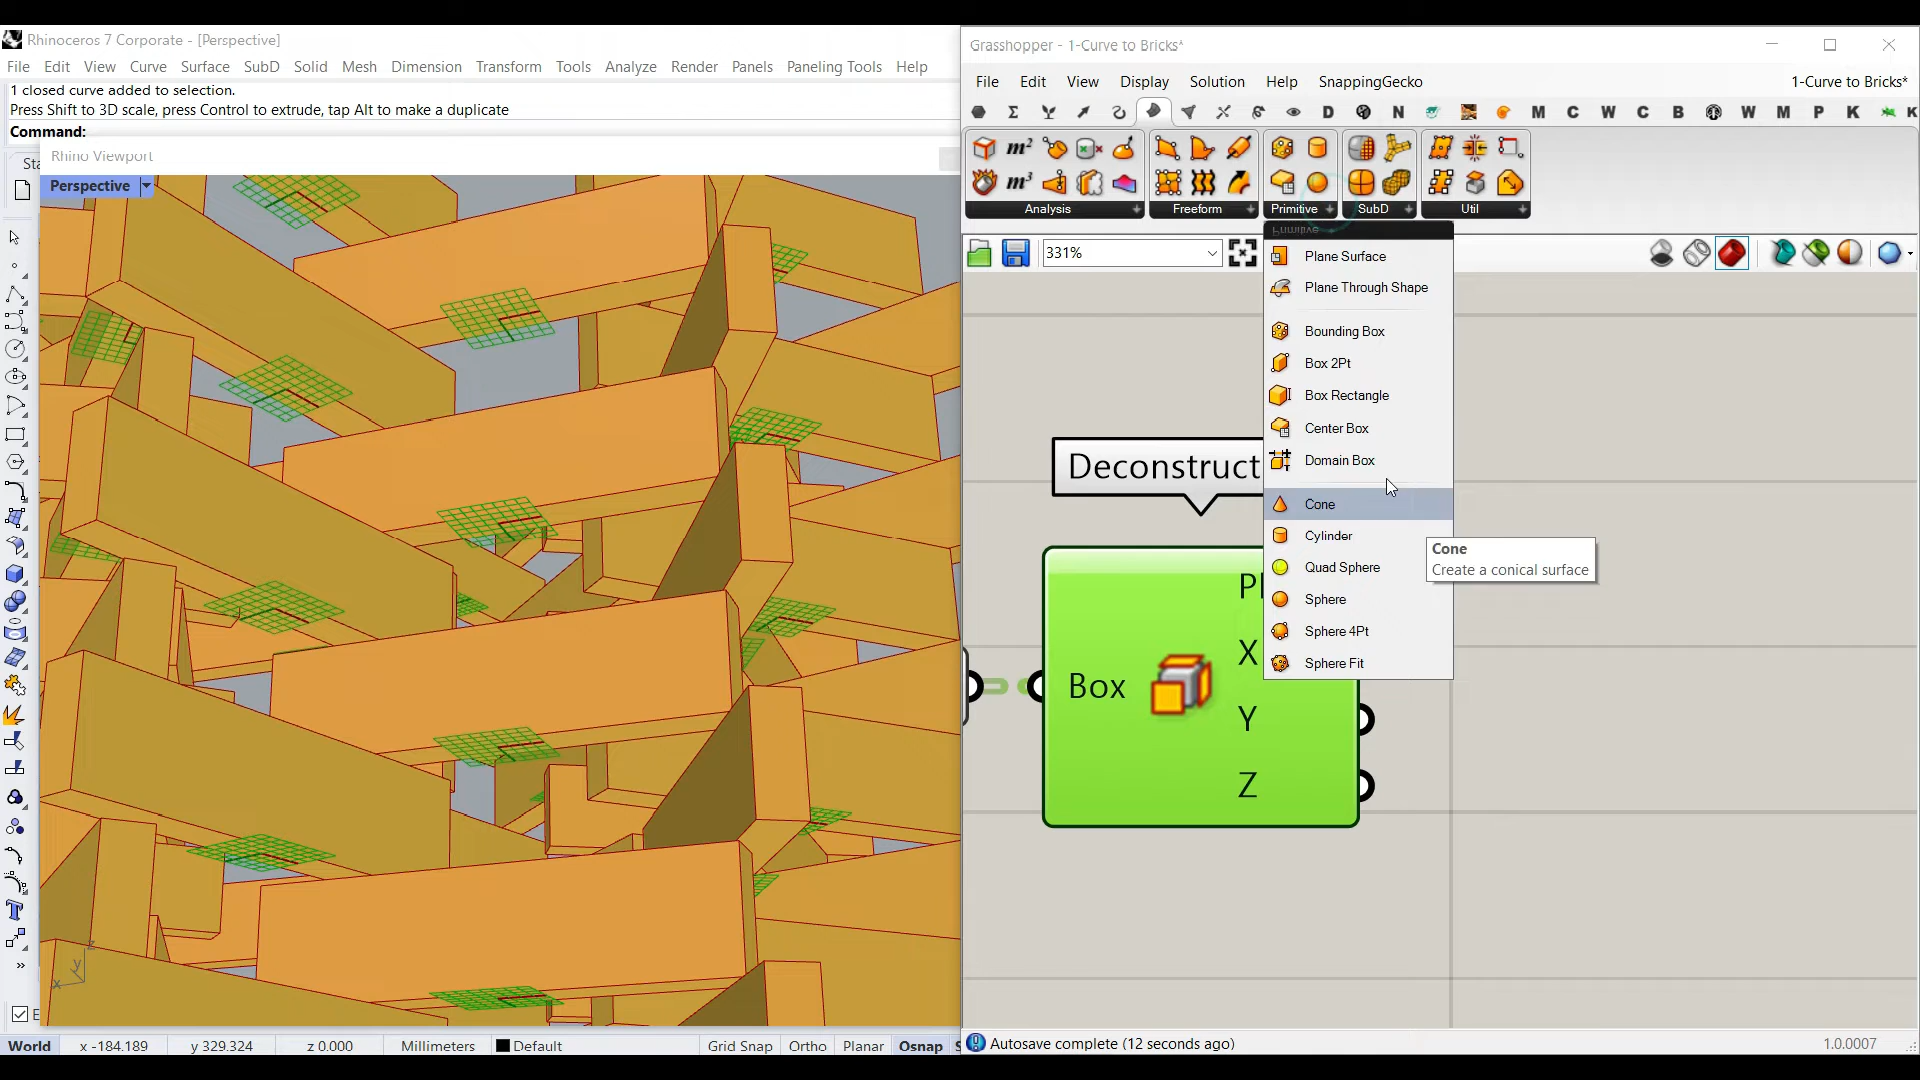 Rhinoceros 7 Corporate - [Perspective]
File Edit View Curve Surface SubD Solid Mesh Dimension Transform Tools Analyze Render Panels Paneling Tools Help
1 closed curve added to selection.
Press Shift to 3D scale, press Control to extrude, tap Alt to make a duplicate
Command:
Sta
Rhino Viewport
Perspective
z
y
x
E
World x -184.189 y 329.324 z 0.000 Millimeters Default Grid Snap Ortho Planar Osnap S
Grasshopper - 1-Curve to Bricks*
File Edit View Display Solution Help SnappingGecko 1-Curve to Bricks*
D N M C W C B W M P K K
m² m³
Analysis Freeform Primitive SubD Util
331%
Primitive
Plane Surface
Plane Through Shape
Bounding Box
Box 2Pt
Box Rectangle
Center Box
Domain Box
Cone
Cylinder
Quad Sphere
Sphere
Sphere 4Pt
Sphere Fit
Cone
Create a conical surface
Deconstruct
Pl
X
Box
Y
Z
Autosave complete (12 seconds ago)
1.0.0007